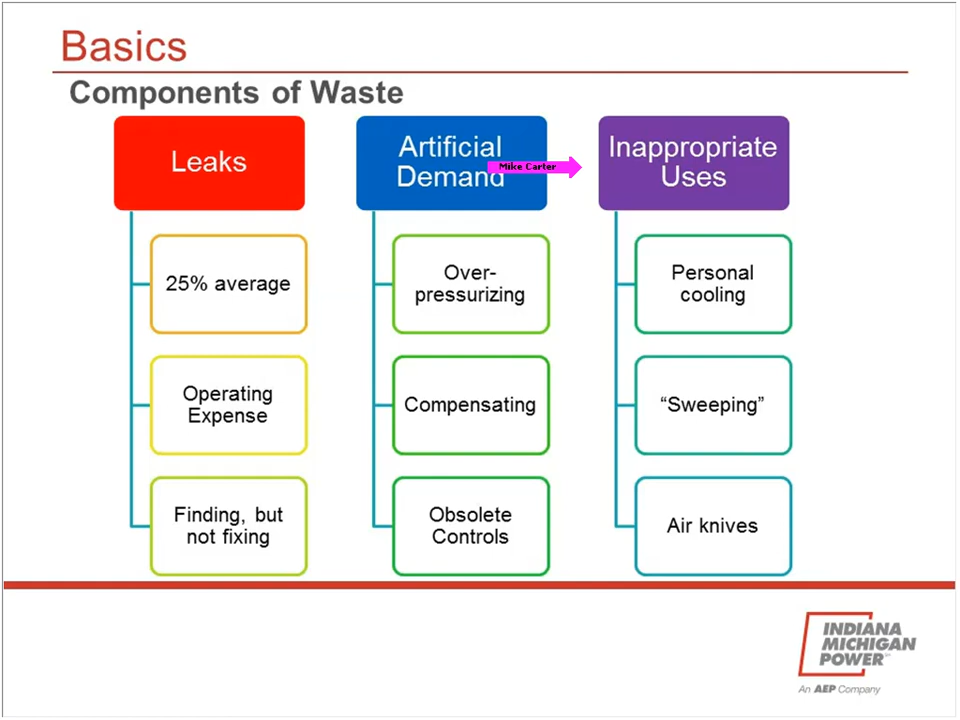 Basics
Components of Waste
Leaks
25% average
Operating
Expense
Finding, but
not fixing
Artificial
Demand
Mike Carter
Over-
pressurizing
Compensating
Obsolete
Controls
Inappropriate
Uses
Personal
cooling
“Sweeping”
Air knives
INDIANA
MICHIGAN
POWER
An AEP Company